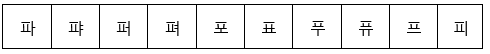 파 퍄 퍼 펴 포 표 푸 퓨 프 피